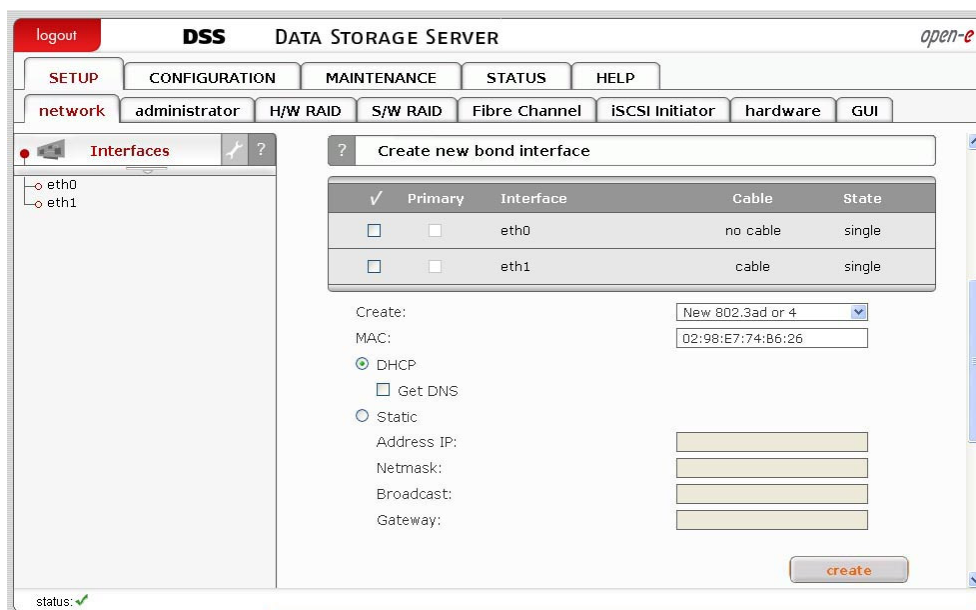 logout DSS DATA STORAGE SERVER open-e
SETUP CONFIGURATION MAINTENANCE STATUS HELP
network administrator H/W RAID S/W RAID Fibre Channel iSCSI Initiator hardware GUI
Interfaces ?
eth0
eth1
? Create new bond interface
Primary Interface Cable State
eth0 no cable single
eth1 cable single
Create: New 802.3ad or 4
MAC: 02:98:E7:74:B6:26
DHCP
Get DNS
Static
Address IP:
Netmask:
Broadcast:
Gateway:
create
status: